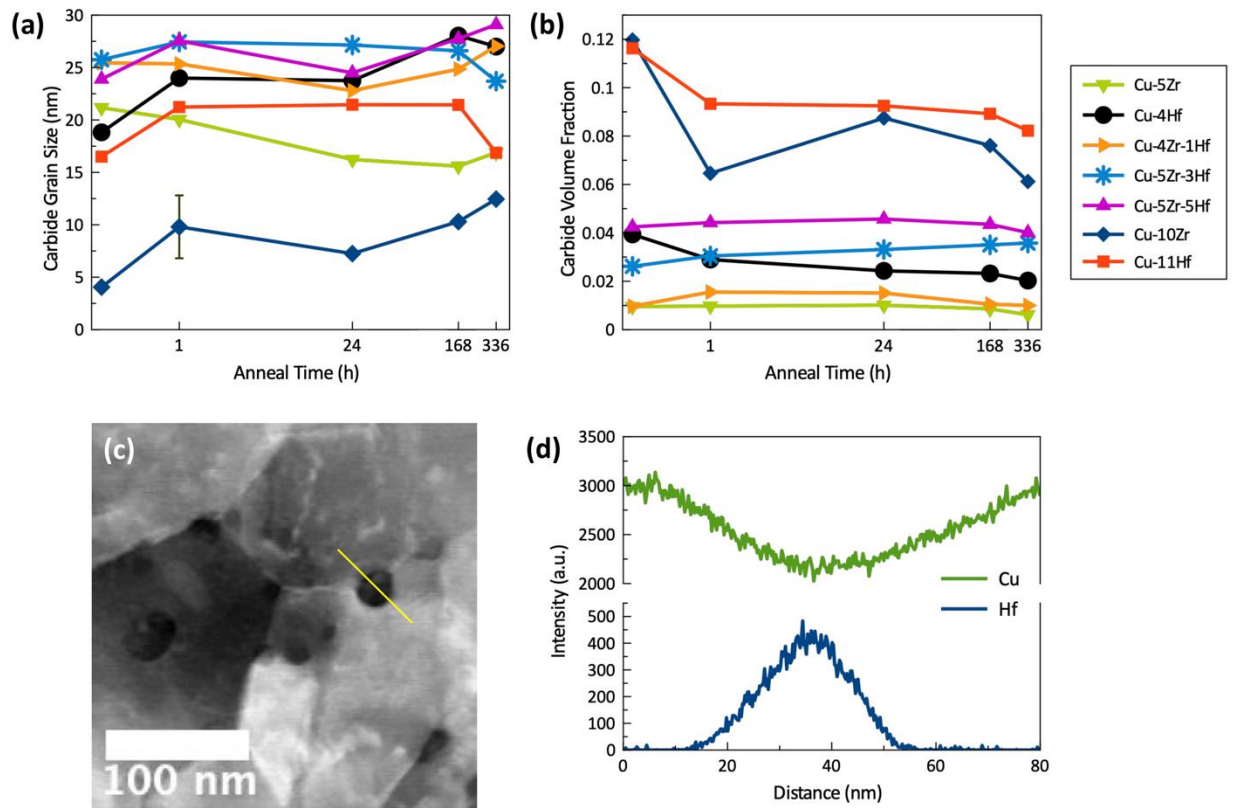 (a)
30
25
20
15
10
5
0
Carbide Grain Size (nm)
1
24
168
336
Anneal Time (h)
(b)
0.12
0.1
0.08
0.06
0.04
0.02
0
Carbide Volume Fraction
1
24
168
336
Anneal Time (h)
Cu-5Zr
Cu-4Hf
Cu-4Zr-1Hf
Cu-5Zr-3Hf
Cu-5Zr-5Hf
Cu-10Zr
Cu-11Hf
(c)
100 nm
(d)
3500
3000
2500
2000
500
400
300
200
100
0
Intensity (a.u.)
Cu
Hf
0
20
40
60
80
Distance (nm)